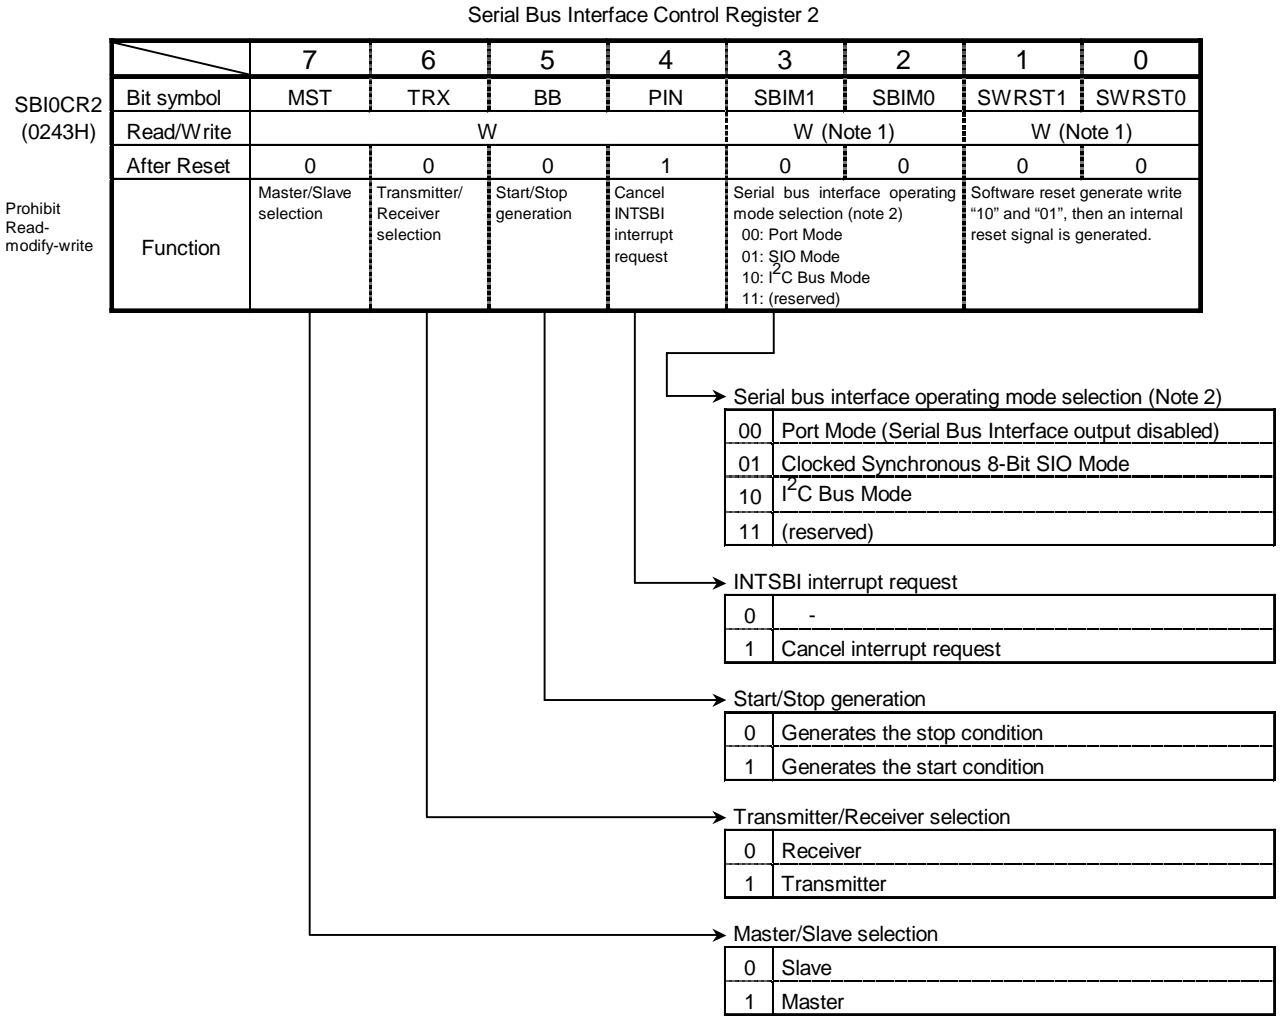 Serial Bus Interface Control Register 2
7 6 5 4 3 2 1 0
SBI0CR2
(0243H)
Bit symbol MST TRX BB PIN SBIM1 SBIM0 SWRST1 SWRST0
Read/Write W W (Note 1) W (Note 1)
After Reset 0 0 0 1 0 0 0 0
Prohibit
Read-
modify-write
Function
Master/Slave
selection
Transmitter/
Receiver
selection
Start/Stop
generation
Cancel
INTSBI
interrupt
request
Serial bus interface operating
mode selection (note 2)
00: Port Mode
01: SIO Mode
10: I2C Bus Mode
11: (reserved)
Software reset generate write
“10” and “01”, then an internal
reset signal is generated.
Serial bus interface operating mode selection (Note 2)
00 Port Mode (Serial Bus Interface output disabled)
01 Clocked Synchronous 8-Bit SIO Mode
10 I2C Bus Mode
11 (reserved)
INTSBI interrupt request
0 -
1 Cancel interrupt request
Start/Stop generation
0 Generates the stop condition
1 Generates the start condition
Transmitter/Receiver selection
0 Receiver
1 Transmitter
Master/Slave selection
0 Slave
1 Master